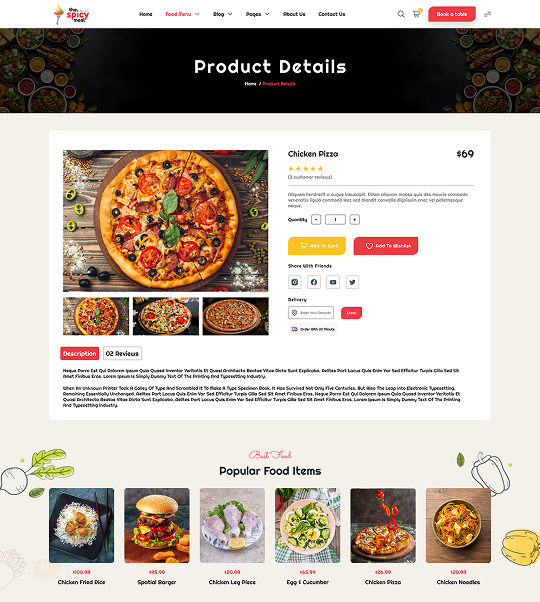 the
spicy
meat
Home Food Menu Blog Pages About Us Contact Us
Book a table
Product Details
Home / Product Details
Chicken Pizza $69
(3 customer reviews)
Aliquam hendrerit a augue insuscipit. Etiam aliquam massa quis des mauris commodo
venenatis ligula commodo leez sed blandit convallis dignissim onec vel pellentesque
neque.
Quantity - 1 +
Add To Cart Add To Wishlist
Share With Friends
Delivery
Enter Your Pincode Check
Order With 30 Minute
Description 02 Reviews
Neque Porro Est Qui Dolorem Ipsum Quia Quaed Inventor Veritatis Et Quasi Architecto Beatae Vitae Dicta Sunt Explicabo. Aelltes Port Lacus Quis Enim Var Sed Efficitur Turpis Gilla Sed Sit
Amet Finibus Eros. Lorem Ipsum Is Simply Dummy Text Of The Printing And Typesetting Industry.
When An Unknown Printer Took A Galley Of Type And Scrambled It To Make A Type Specimen Book. It Has Survived Not Only Five Centuries, But Also The Leap Into Electronic Typesetting,
Remaining Essentially Unchanged. Aelltes Port Lacus Quis Enim Var Sed Efficitur Turpis Gilla Sed Sit Amet Finibus Eros. Neque Porro Est Qui Dolorem Ipsum Quia Quaed Inventor Veritatis Et
Quasi Architecto Beatae Vitae Dicta Sunt Explicabo. Aelltes Port Lacus Quis Enim Var Sed Efficitur Turpis Gilla Sed Sit Amet Finibus Eros. Lorem Ipsum Is Simply Dummy Text Of The Printing
And Typesetting Industry.
Best Food
Popular Food Items
$100.99 $95.99 $20.99 $65.99 $26.99 $20.99
Chicken Fried Rice Spatial Barger Chicken Leg Piece Egg & Cucumber Chicken Pizza Chicken Noodles